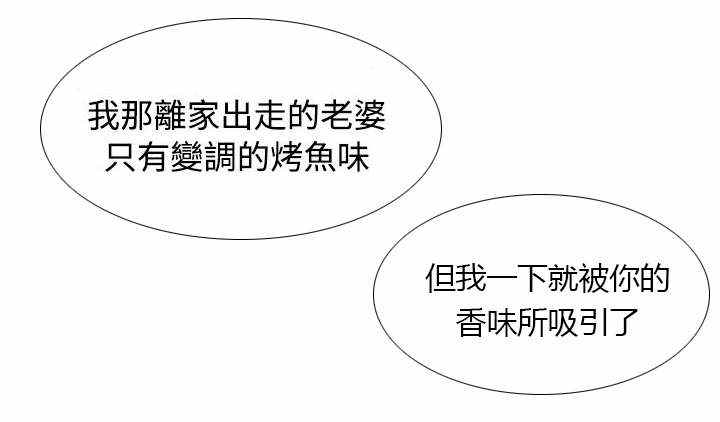 我那離家出走的老婆
只有變調的烤魚味
但我一下就被你的
香味所吸引了